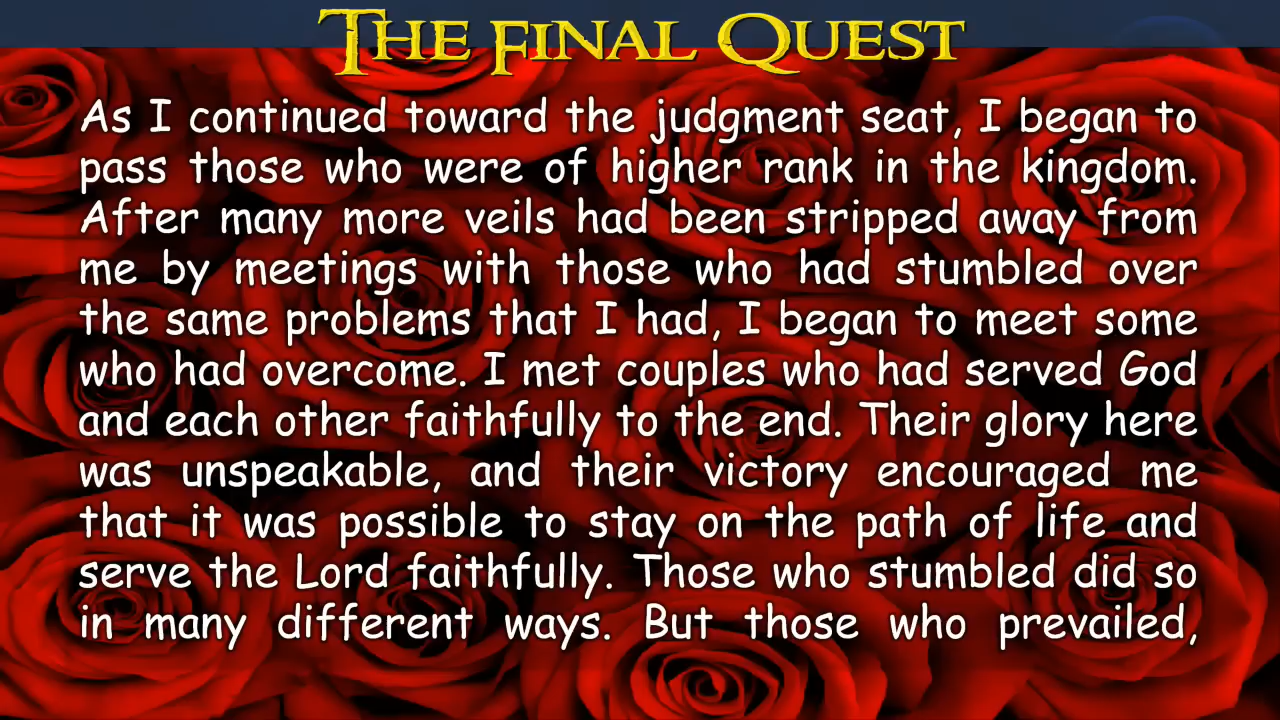 The Final Quest
As I continued toward the judgment seat, I began to
pass those who were of higher rank in the kingdom.
After many more veils had been stripped away from
me by meetings with those who had stumbled over
the same problems that I had, I began to meet some
who had overcome. I met couples who had served God
and each other faithfully to the end. Their glory here
was unspeakable, and their victory encouraged me
that it was possible to stay on the path of life and
serve the Lord faithfully. Those who stumbled did so
in many different ways. But those who prevailed,